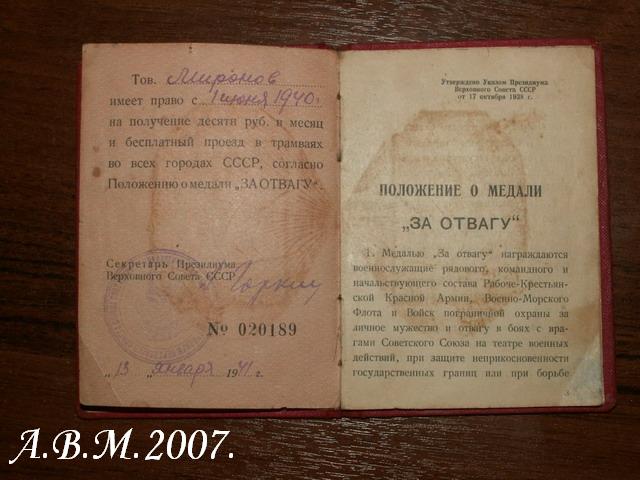 Тов. Миронов
имеет право с 1 июня 1940 г.
на получение десяти руб. в месяц
и бесплатный проезд в трамваях
во всех городах СССР, согласно
Положению о медали „ЗА ОТВАГУ“.
Секретарь Президиума
Верховного Совета СССР
Горкин
№ 020189
„ 13 „ января 1941 г.
Утверждено Указом Президиума
Верховного Совета СССР
от 17 октября 1938 г.
ПОЛОЖЕНИЕ О МЕДАЛИ
„ЗА ОТВАГУ“
1. Медалью „За отвагу“ награждаются
военнослужащие рядового, командного и
начальствующего состава Рабоче-Крестьян-
ской Красной Армии, Военно-Морского
Флота и Войск пограничной охраны за
личное мужество и отвагу в боях с вра-
гами Советского Союза на театре военных
действий, при защите неприкосновенности
государственных границ или при борьбе
А.В.М.2007.